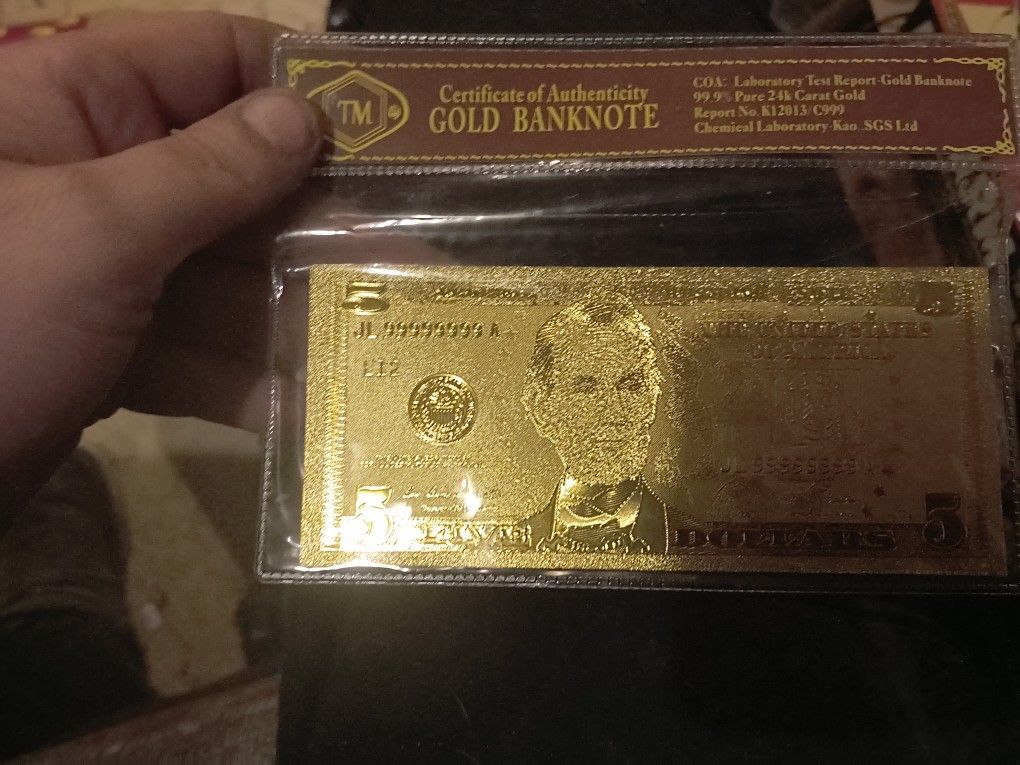 TM
Certificate of Authenticity
GOLD BANKNOTE
COA: Laboratory Test Report-Gold Banknote
99.9% Pure 24k Carat Gold
Report No. K12013/C999
Chemical Laboratory-Kao..SGS Ltd
5
JL 99999999 A
THE UNITED STATES
OF AMERICA
L12
JL 99999999 A
5
DOLLARS
5